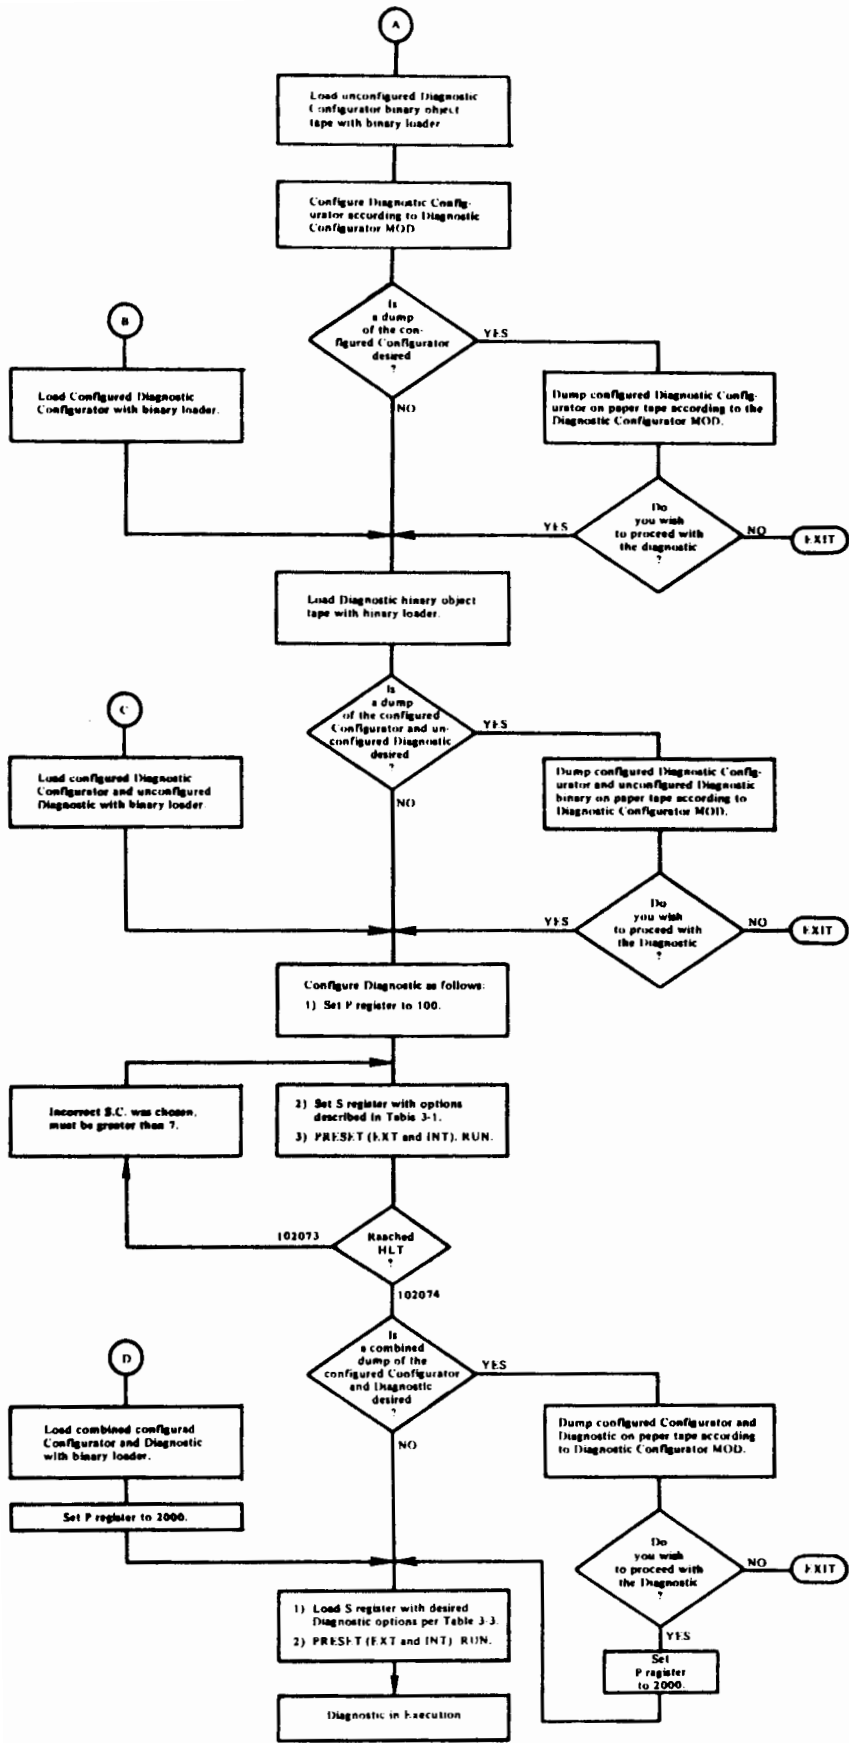 A
Load unconfigured Diagnostic
Configurator binary object
tape with binary loader
Configure Diagnostic Config-
urator according to Diagnostic
Configurator MOD
Is
a dump
of the con-
figured Configurator
desired
?
YES
NO
B
Load Configured Diagnostic
Configurator with binary loader.
Dump configured Diagnostic Config-
urator on paper tape according to the
Diagnostic Configurator MOD.
Do
you wish
to proceed with
the diagnostic
?
YES
NO
EXIT
Load Diagnostic binary object
tape with binary loader.
Is
a dump
of the configured
Configurator and un-
configured Diagnostic
desired
?
YES
NO
C
Load configured Diagnostic
Configurator and unconfigured
Diagnostic with binary loader.
Dump configured Diagnostic Config-
urator and unconfigured Diagnostic
binary on paper tape according to
Diagnostic Configurator MOD.
Do
you wish
to proceed with
the Diagnostic
?
YES
NO
EXIT
Configure Diagnostic as follows:
1) Set P register to 100.
Incorrect S.C. was chosen,
must be greater than 7.
2) Set S register with options
described in Table 3-1.
3) PRESET (EXT and INT). RUN.
Reached
HLT
?
102073
102074
Is
a combined
dump of the
configured Configurator
and Diagnostic
desired
?
YES
NO
D
Load combined configured
Configurator and Diagnostic
with binary loader.
Set P register to 2000.
Dump configured Configurator and
Diagnostic on paper tape according
to Diagnostic Configurator MOD.
Do
you wish
to proceed with
the Diagnostic
?
NO
EXIT
YES
Set
P register
to 2000.
1) Load S register with desired
Diagnostic options per Table 3-3.
2) PRESET (EXT and INT) RUN.
Diagnostic in Execution